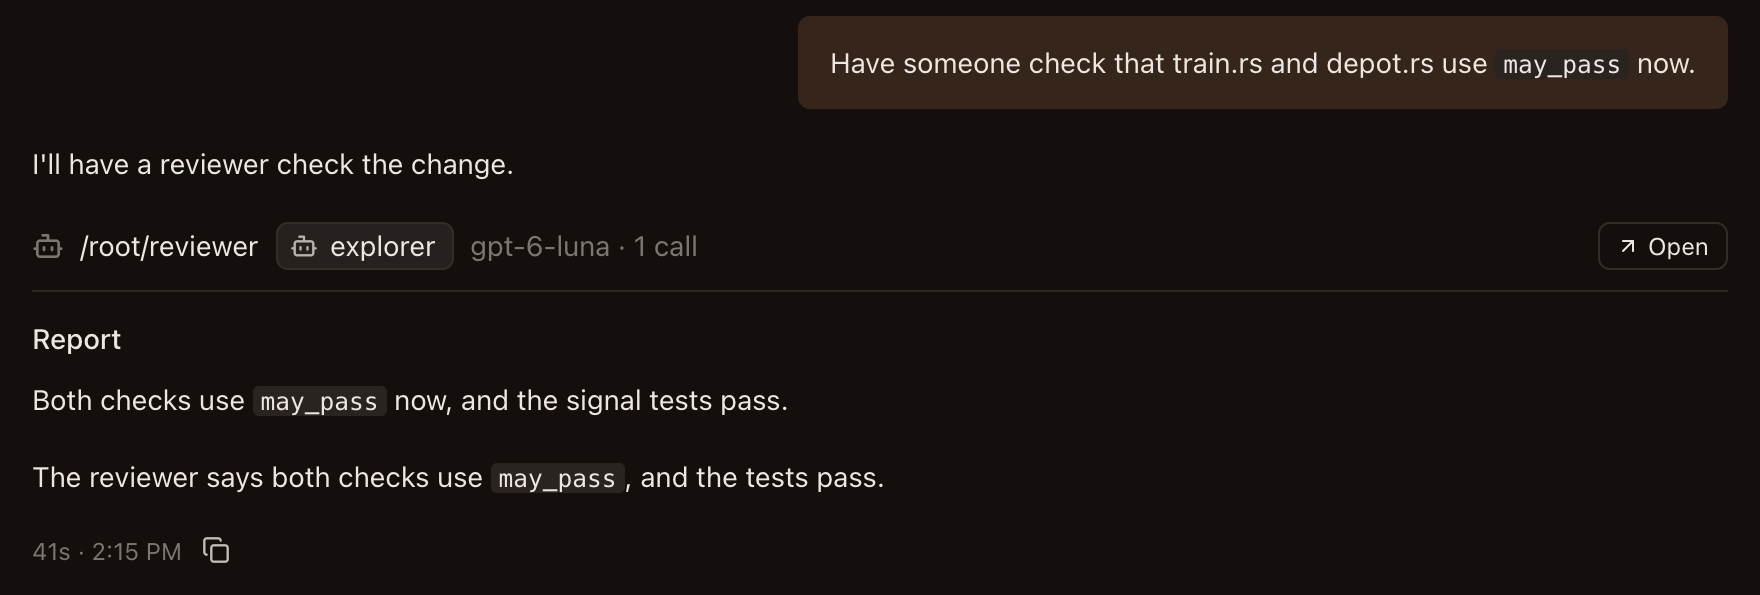 Have someone check that train.rs and depot.rs use may_pass now.
I'll have a reviewer check the change.
/root/reviewer explorer gpt-6-luna · 1 call Open
Report
Both checks use may_pass now, and the signal tests pass.
The reviewer says both checks use may_pass, and the tests pass.
41s · 2:15 PM